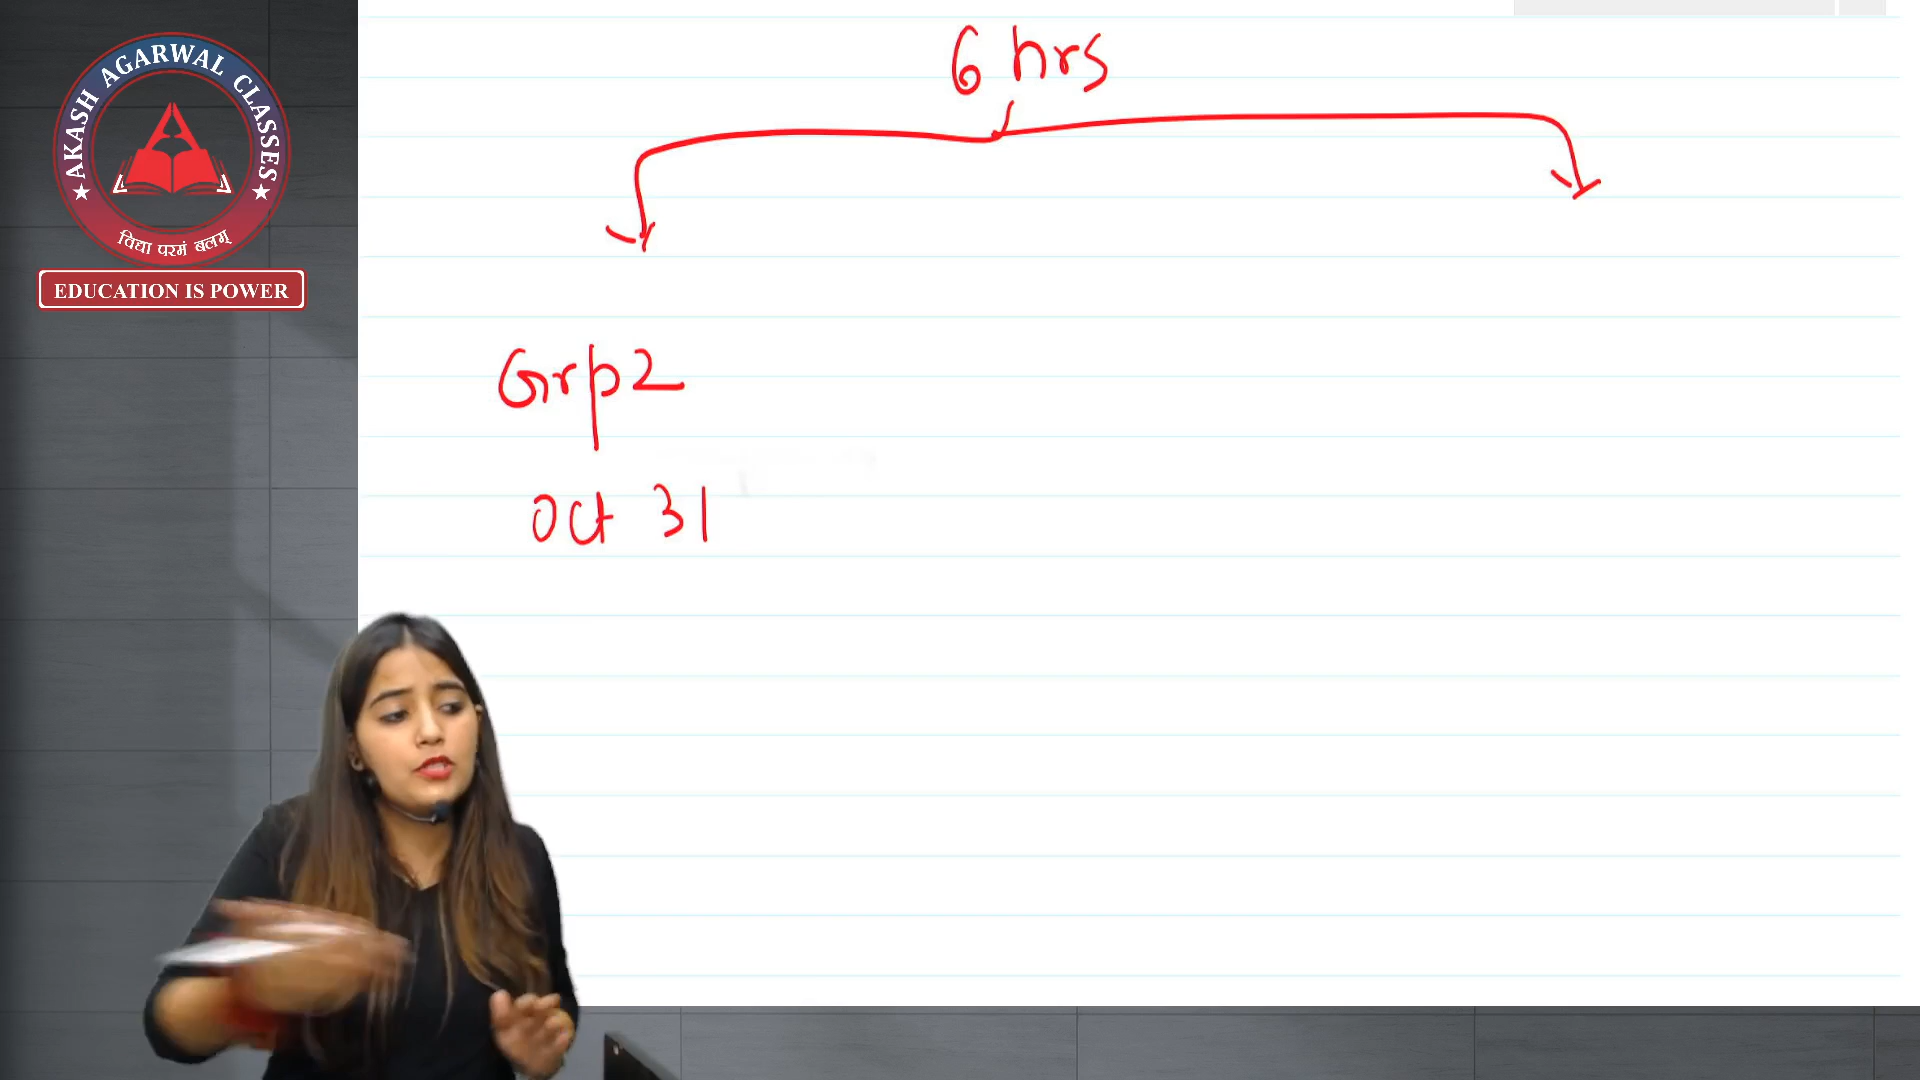 AKASH AGARWAL CLASSES
विद्या परमं बलम्
EDUCATION IS POWER
6 hrs
Grp2
Oct 31